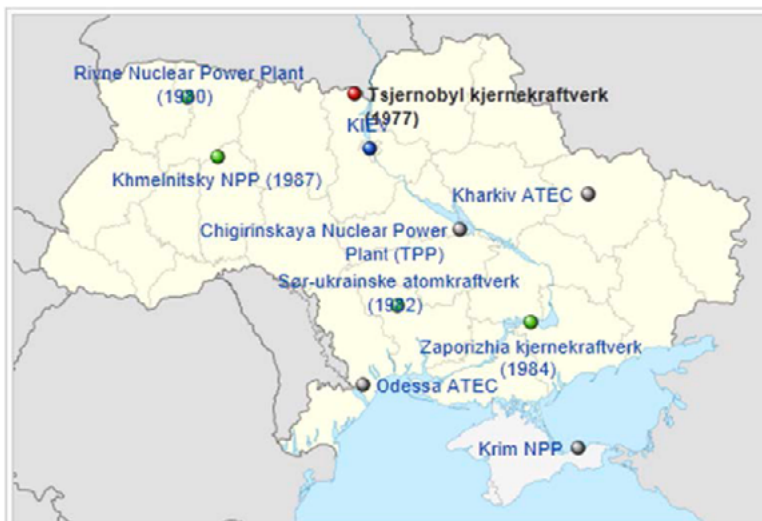 Rivne Nuclear Power Plant
(1980)
Tsjernobyl kjernekraftverk
(1977)
KIEV
Khmelnitsky NPP (1987)
Kharkiv ATEC
Chigirinskaya Nuclear Power
Plant (TPP)
Sør-ukrainske atomkraftverk
(1982)
Zaporizhia kjernekraftverk
(1984)
Odessa ATEC
Krim NPP